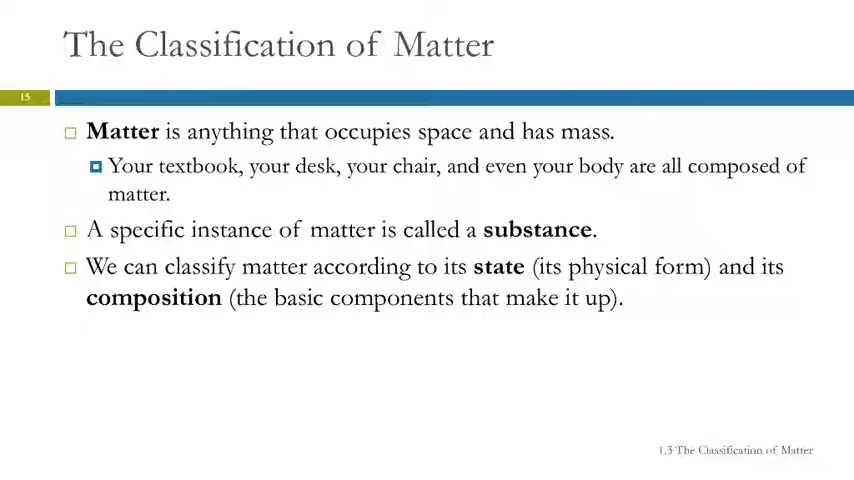 The Classification of Matter
15
Matter is anything that occupies space and has mass.
Your textbook, your desk, your chair, and even your body are all composed of
matter.
A specific instance of matter is called a substance.
We can classify matter according to its state (its physical form) and its
composition (the basic components that make it up).
1.3 The Classification of Matter